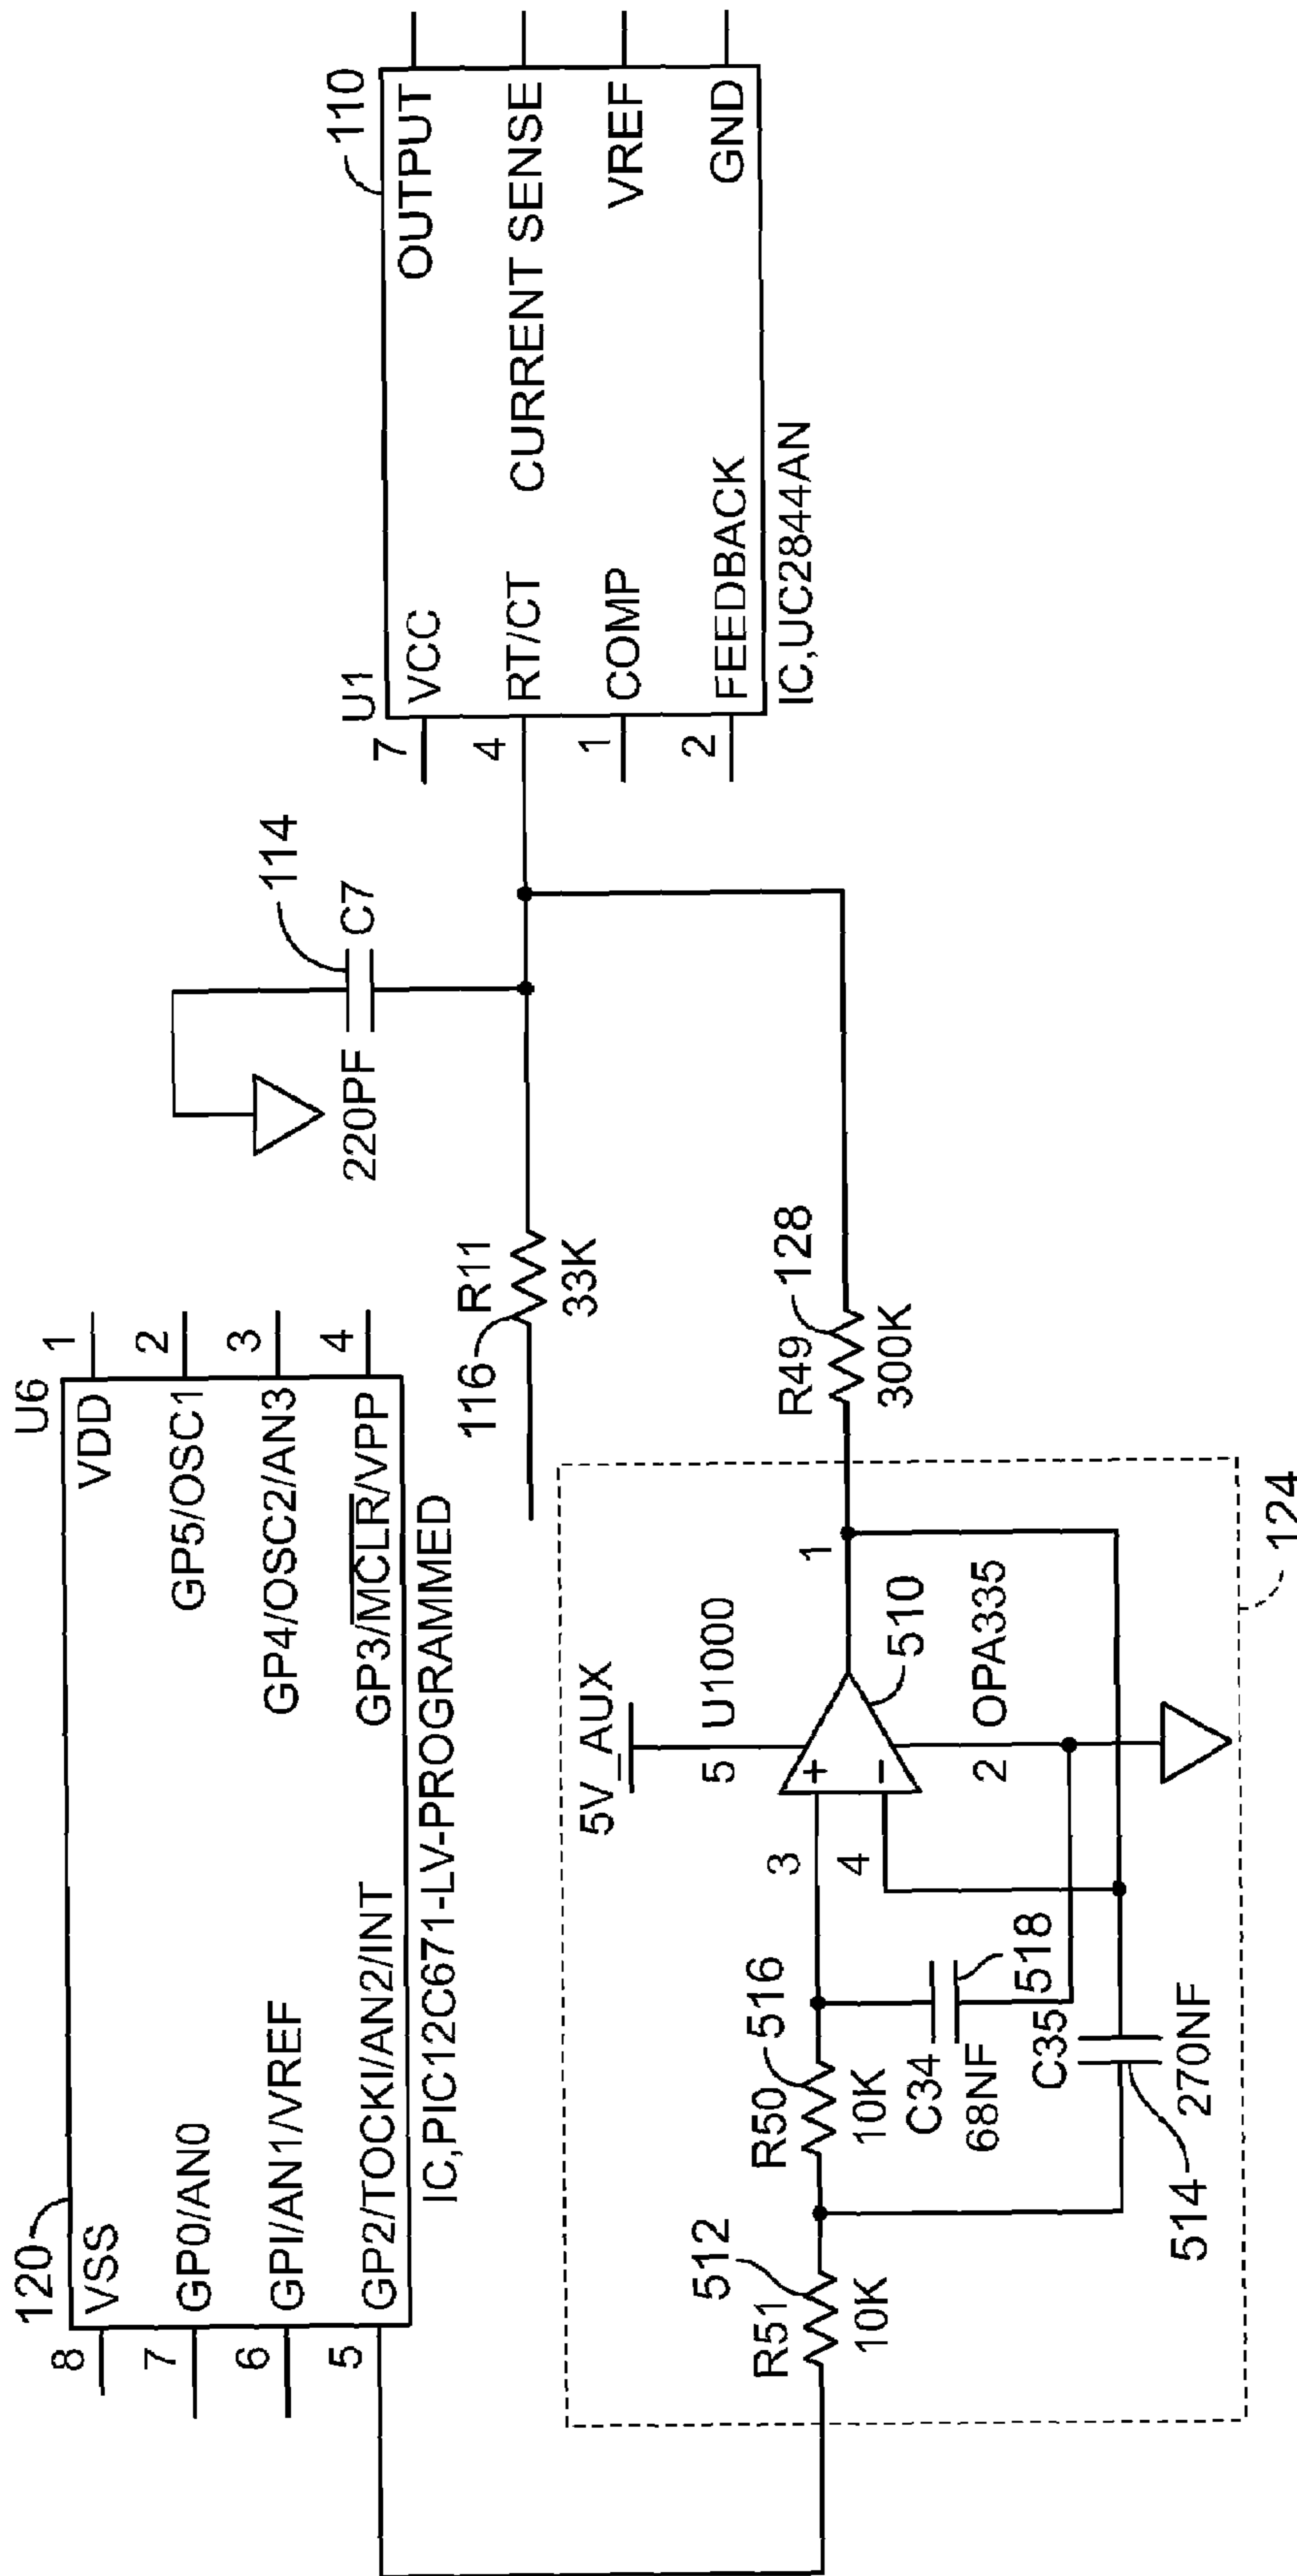 120
U6
VSS
VDD
8
1
GP0/AN0
GP5/OSC1
7
2
GPI/AN1/VREF
GP4/OSC2/AN3
6
3
GP2/TOCKI/AN2/INT
GP3/MCLR/VPP
5
4
IC,PIC12C671-LV-PROGRAMMED
114
220PF
C7
116
R11
33K
U1
110
VCC
OUTPUT
7
RT/CT
CURRENT SENSE
4
COMP
VREF
1
FEEDBACK
GND
2
IC,UC2844AN
5V_AUX
5
U1000
512
R51
10K
516
R50
10K
3
4
+
−
1
510
2
OPA335
C34
68NF
518
C35
270NF
514
R49
128
300K
124